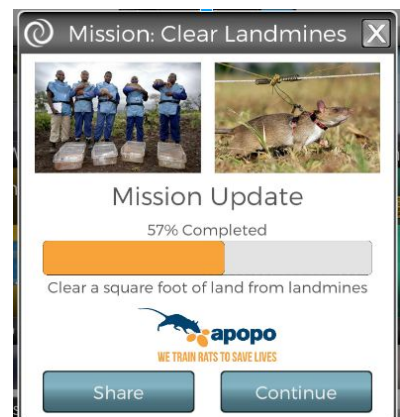 Mission: Clear Landmines X
Mission Update
57% Completed
Clear a square foot of land from landmines
apopo
WE TRAIN RATS TO SAVE LIVES
Share Continue